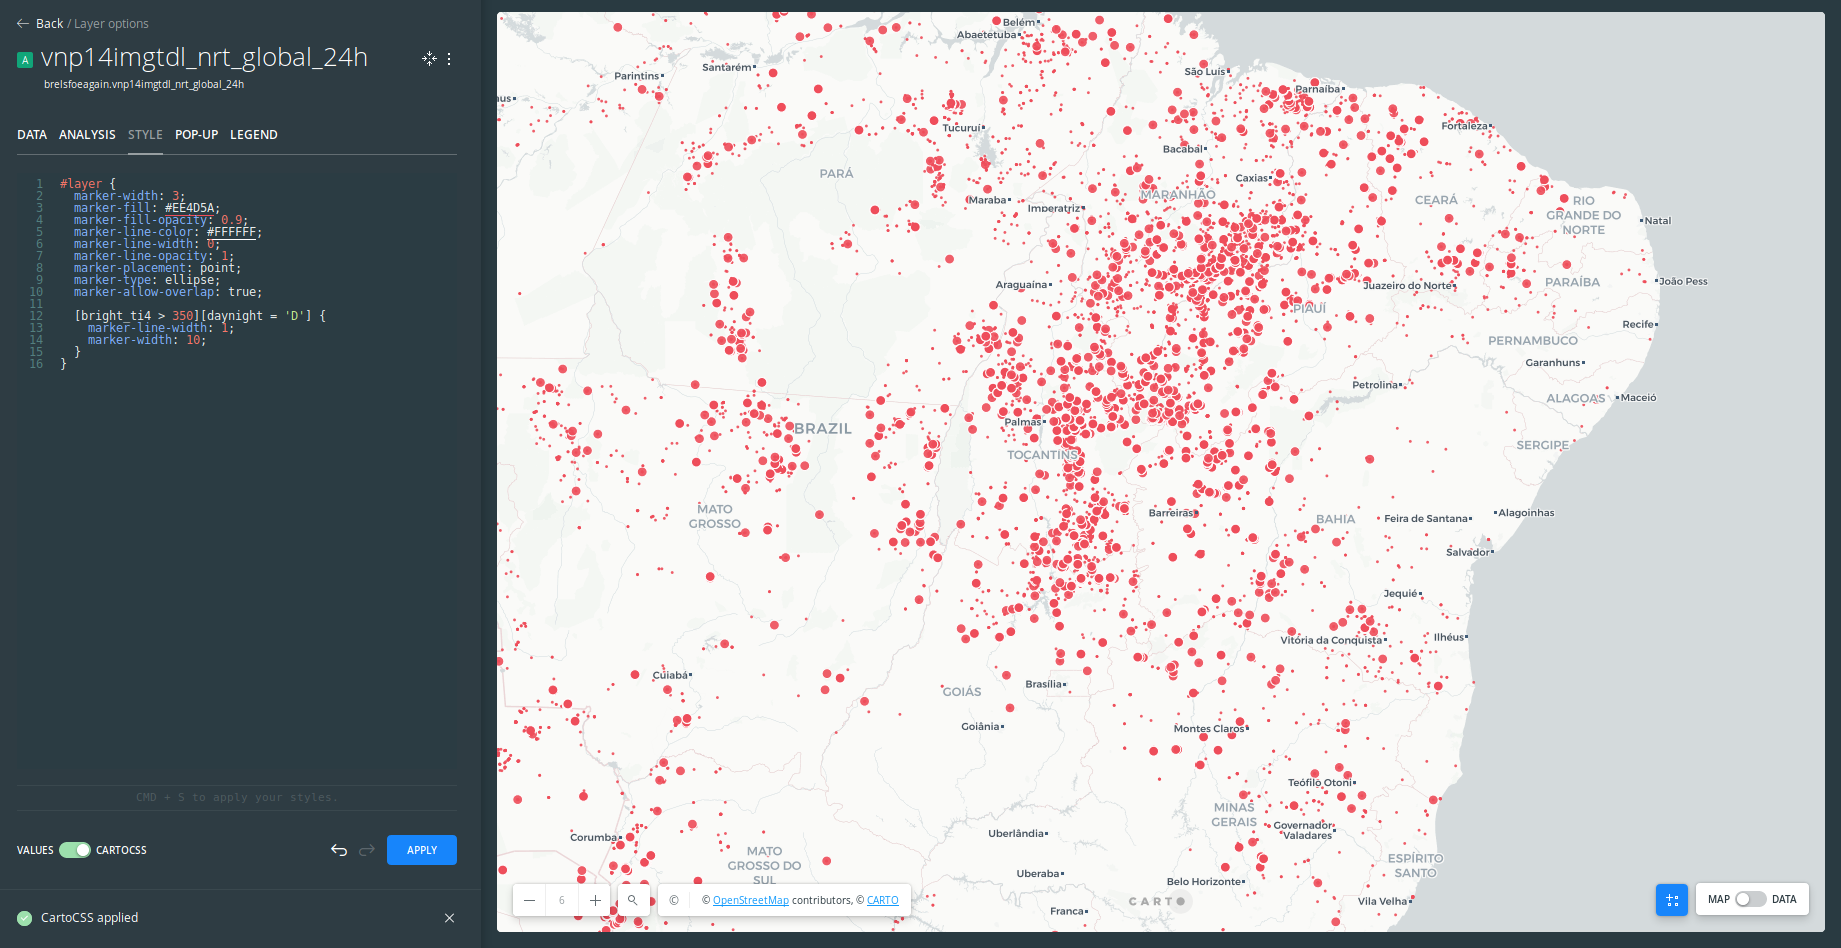 Back / Layer options
A vnp14imgtdl_nrt_global_24h
brelsfoeagain.vnp14imgtdl_nrt_global_24h
DATA ANALYSIS STYLE POP-UP LEGEND
1 #layer {
2 marker-width: 3;
3 marker-fill: #EE4D5A;
4 marker-fill-opacity: 0.9;
5 marker-line-color: #FFFFFF;
6 marker-line-width: 0;
7 marker-line-opacity: 1;
8 marker-placement: point;
9 marker-type: ellipse;
10 marker-allow-overlap: true;
11
12 [bright_ti4 > 350][daynight = 'D'] {
13 marker-line-width: 1;
14 marker-width: 10;
15 }
16 }
CMD + S to apply your styles.
VALUES CARTOCSS
APPLY
CartoCSS applied
Belém
Abaetetuba
Santarém
Parintins
São Luís
Parnaíba
aus
Tucuruí
Fortaleza
Bacabal
PARÁ
Caxias
MARANHÃO
Maraba
Imperatriz
CEARÁ
RIO
GRANDE DO
NORTE
Natal
Araguaína
Juazeiro do Norte
PARAÍBA
João Pess
PIAUÍ
Recife
PERNAMBUCO
Garanhuns
Petrolina
ALAGOAS
Maceió
BRAZIL
Palmas
SERGIPE
TOCANTINS
MATO
GROSSO
Barreiras
BAHIA
Feira de Santana
Alagoinhas
Salvador
Jequié
Vitória da Conquista
Ilhéus
Cuiabá
Brasília
GOIÁS
Goiânia
Montes Claros
Teófilo Otoni
MINAS
GERAIS
Governador
Valadares
Corumba
Uberlândia
MATO
GROSSO DO
SUL
ESPÍRITO
SANTO
Uberaba
Belo Horizonte
Vila Velha
Franca
6
© © OpenStreetMap contributors, © CARTO
CARTO
MAP DATA